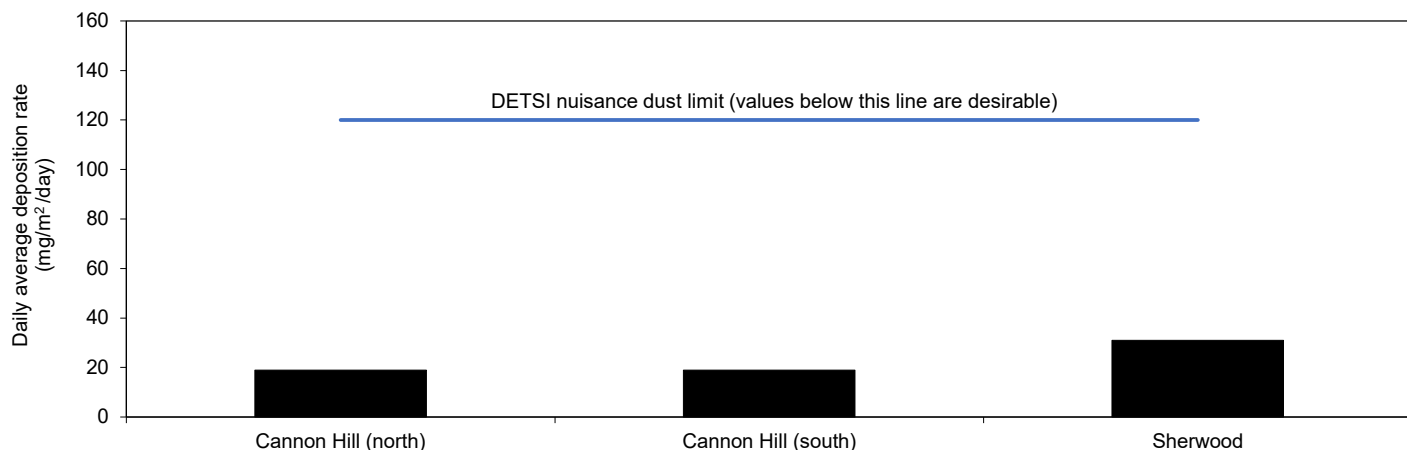 160
140
120
100
80
60
40
20
0
Daily average deposition rate
(mg/m²/day)
DETSI nuisance dust limit (values below this line are desirable)
Cannon Hill (north)
Cannon Hill (south)
Sherwood